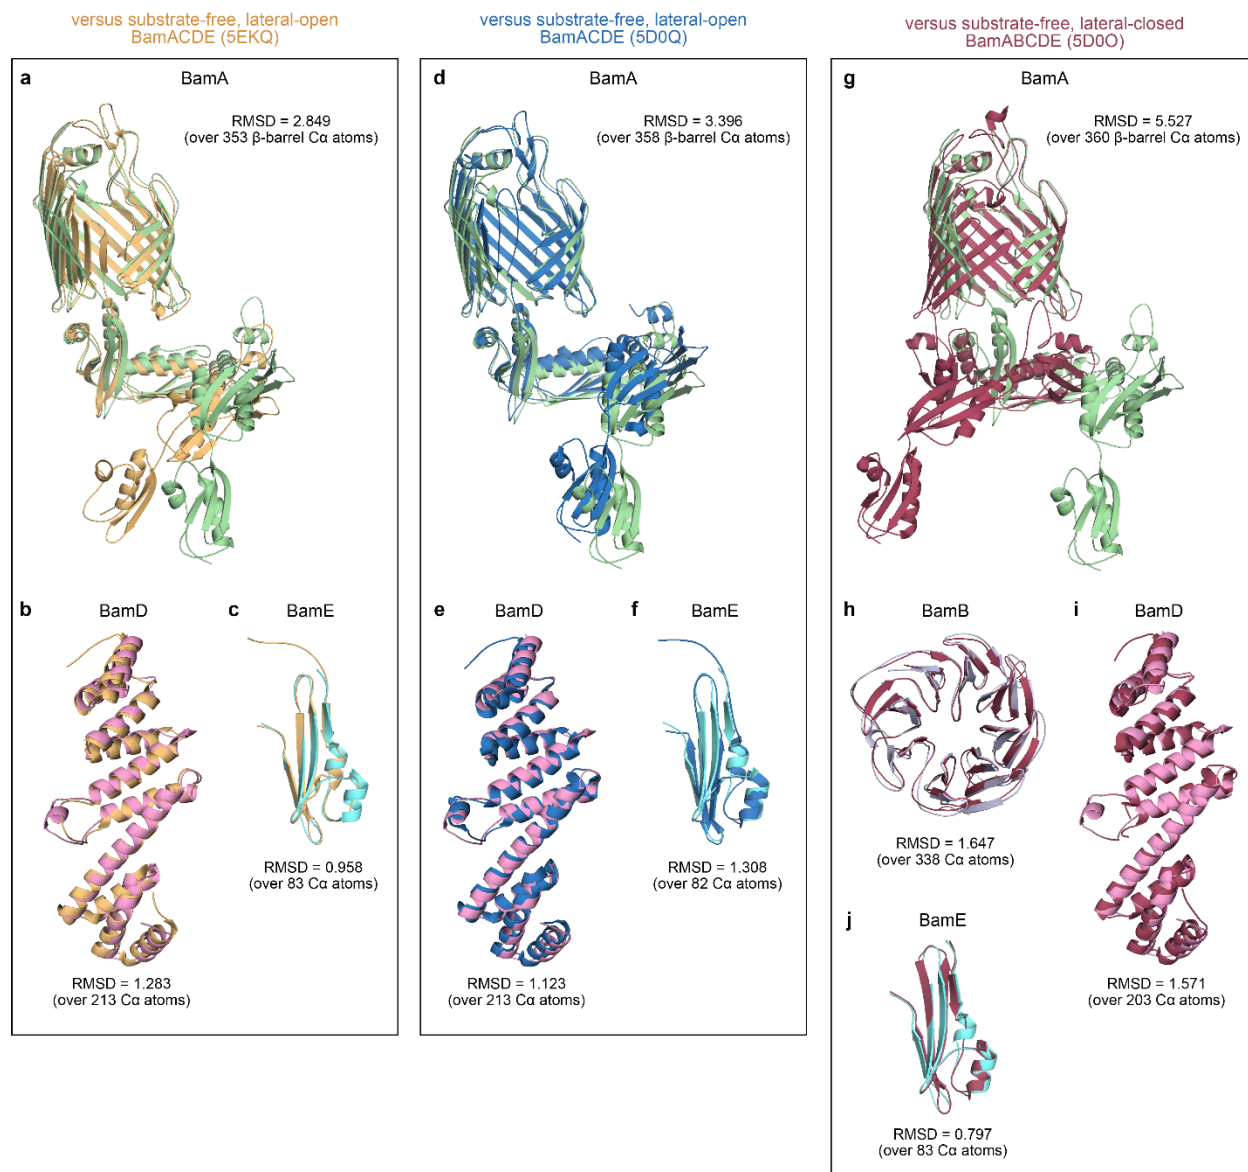 versus substrate-free, lateral-open
BamACDE (5EKQ)
a
BamA
RMSD = 2.849
(over 353 β-barrel Cα atoms)
b
BamD
RMSD = 1.283
(over 213 Cα atoms)
c
BamE
RMSD = 0.958
(over 83 Cα atoms)
versus substrate-free, lateral-open
BamACDE (5D0Q)
d
BamA
RMSD = 3.396
(over 358 β-barrel Cα atoms)
e
BamD
RMSD = 1.123
(over 213 Cα atoms)
f
BamE
RMSD = 1.308
(over 82 Cα atoms)
versus substrate-free, lateral-closed
BamABCDE (5D0O)
g
BamA
RMSD = 5.527
(over 360 β-barrel Cα atoms)
h
BamB
RMSD = 1.647
(over 338 Cα atoms)
i
BamD
RMSD = 1.571
(over 203 Cα atoms)
j
BamE
RMSD = 0.797
(over 83 Cα atoms)